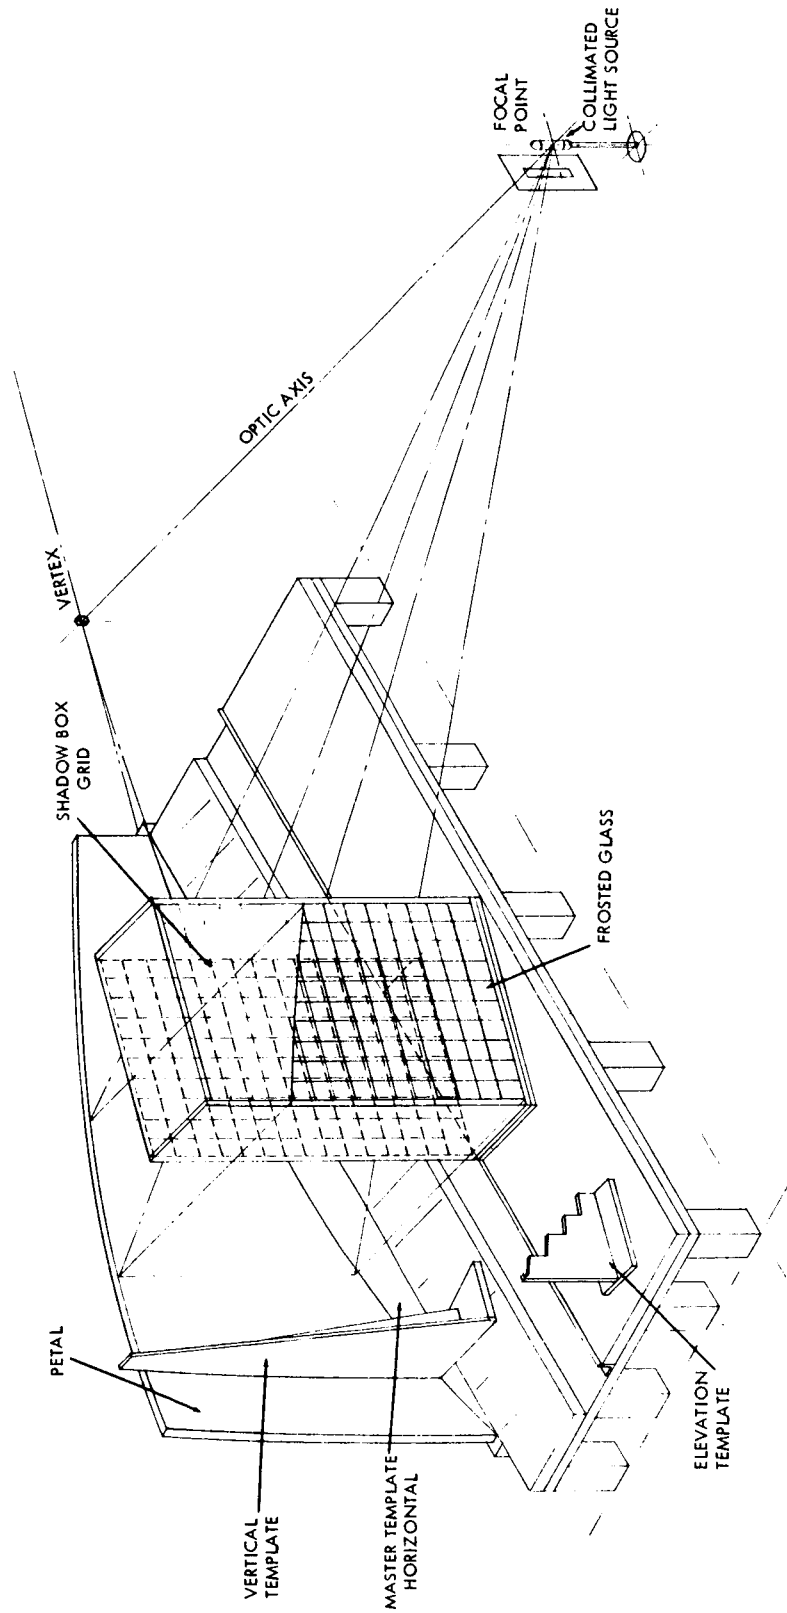 FOCAL
POINT
COLLIMATED
LIGHT SOURCE
OPTIC AXIS
VERTEX
SHADOW BOX
GRID
FROSTED GLASS
PETAL
VERTICAL
TEMPLATE
MASTER TEMPLATE
HORIZONTAL
ELEVATION
TEMPLATE